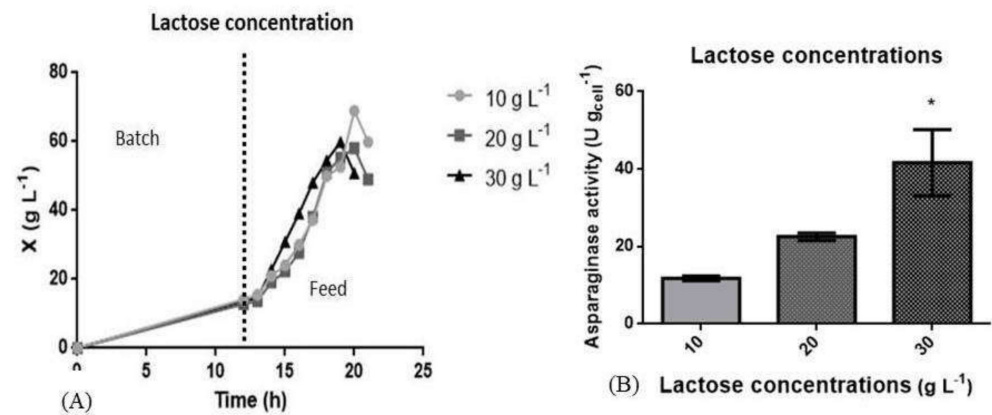 Lactose concentration
80
60
40
20
0
X (g L⁻¹)
Batch
Feed
10 g L⁻¹
20 g L⁻¹
30 g L⁻¹
0 5 10 15 20 25
Time (h)
(A)
Lactose concentrations
60
40
20
0
Asparaginase activity (U gcell⁻¹)
*
10 20 30
Lactose concentrations (g L⁻¹)
(B)